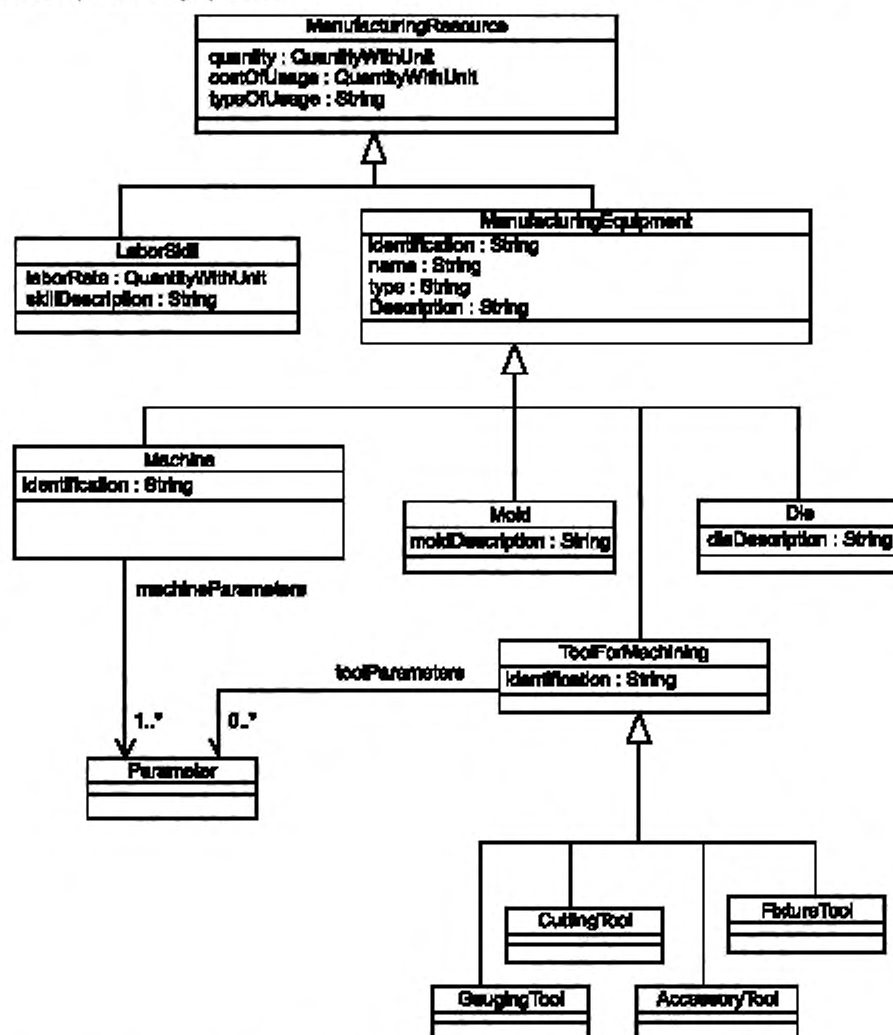 ManufacturingResource
quantity : QuantityWithUnit
costOfUsage : QuantityWithUnit
typeOfUsage : String
ManufacturingEquipment
LaborSkill
identification : String
laborRate : QuantityWithUnit
name : String
skillDescription : String
type : String
Description : String
Machine
identification : String
Mold
Die
moldDescription : String
dieDescription : String
machineParameters
ToolForMachining
toolParameters
identification : String
1..*
0..*
Parameter
CuttingTool
FixtureTool
GaugingTool
AccessoryTool